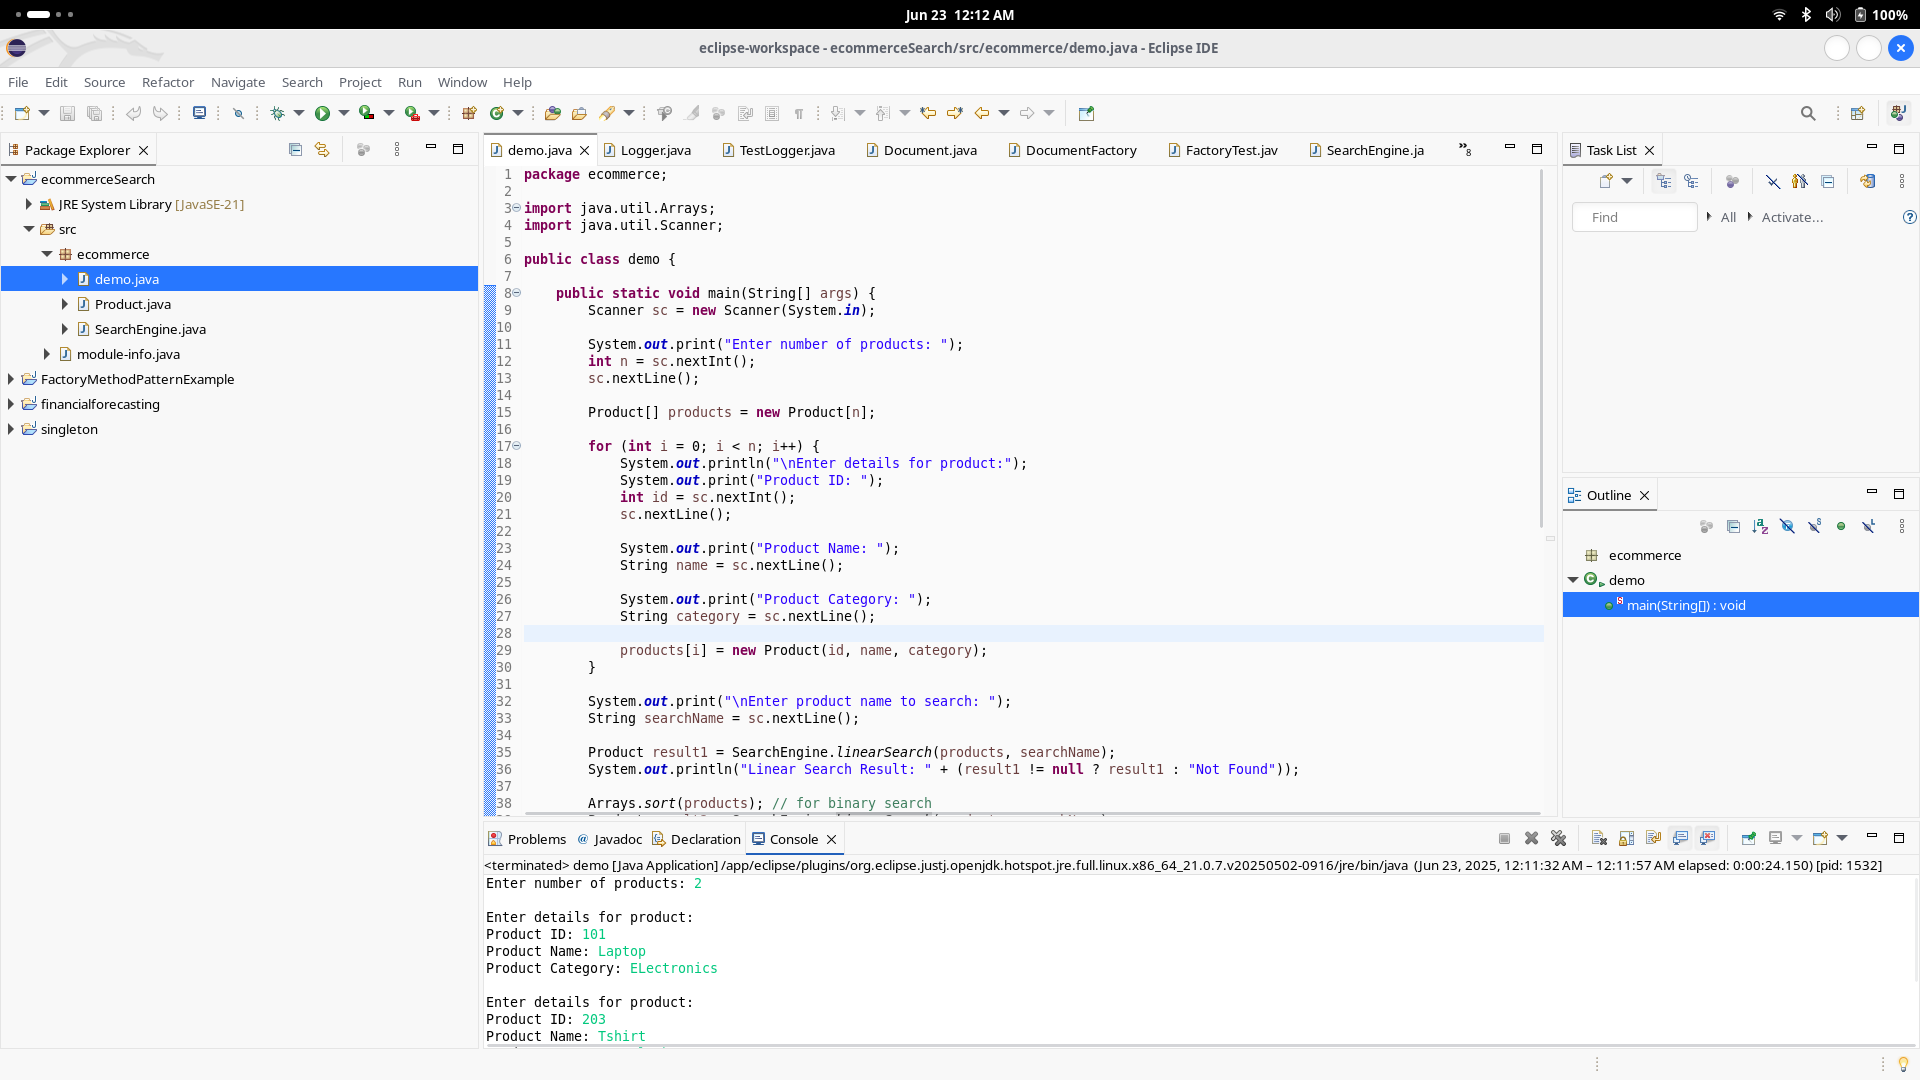 Jun 23  12:12 AM
100%
eclipse-workspace - ecommerceSearch/src/ecommerce/demo.java - Eclipse IDE
File Edit Source Refactor Navigate Search Project Run Window Help
Package Explorer
ecommerceSearch
JRE System Library [JavaSE-21]
src
ecommerce
demo.java
Product.java
SearchEngine.java
module-info.java
FactoryMethodPatternExample
financialforecasting
singleton
demo.java Logger.java TestLogger.java Document.java DocumentFactory FactoryTest.jav SearchEngine.ja »8
1 package ecommerce;
2
3 import java.util.Arrays;
4 import java.util.Scanner;
5
6 public class demo {
7
8     public static void main(String[] args) {
9         Scanner sc = new Scanner(System.in);
10
11         System.out.print("Enter number of products: ");
12         int n = sc.nextInt();
13         sc.nextLine();
14
15         Product[] products = new Product[n];
16
17         for (int i = 0; i < n; i++) {
18             System.out.println("\nEnter details for product:");
19             System.out.print("Product ID: ");
20             int id = sc.nextInt();
21             sc.nextLine();
22
23             System.out.print("Product Name: ");
24             String name = sc.nextLine();
25
26             System.out.print("Product Category: ");
27             String category = sc.nextLine();
28
29             products[i] = new Product(id, name, category);
30         }
31
32         System.out.print("\nEnter product name to search: ");
33         String searchName = sc.nextLine();
34
35         Product result1 = SearchEngine.linearSearch(products, searchName);
36         System.out.println("Linear Search Result: " + (result1 != null ? result1 : "Not Found"));
37
38         Arrays.sort(products); // for binary search
Task List
Find All Activate...
Outline
ecommerce
demo
main(String[]) : void
Problems Javadoc Declaration Console
<terminated> demo [Java Application] /app/eclipse/plugins/org.eclipse.justj.openjdk.hotspot.jre.full.linux.x86_64_21.0.7.v20250502-0916/jre/bin/java (Jun 23, 2025, 12:11:32 AM – 12:11:57 AM elapsed: 0:00:24.150) [pid: 1532]
Enter number of products: 2

Enter details for product:
Product ID: 101
Product Name: Laptop
Product Category: ELectronics

Enter details for product:
Product ID: 203
Product Name: Tshirt